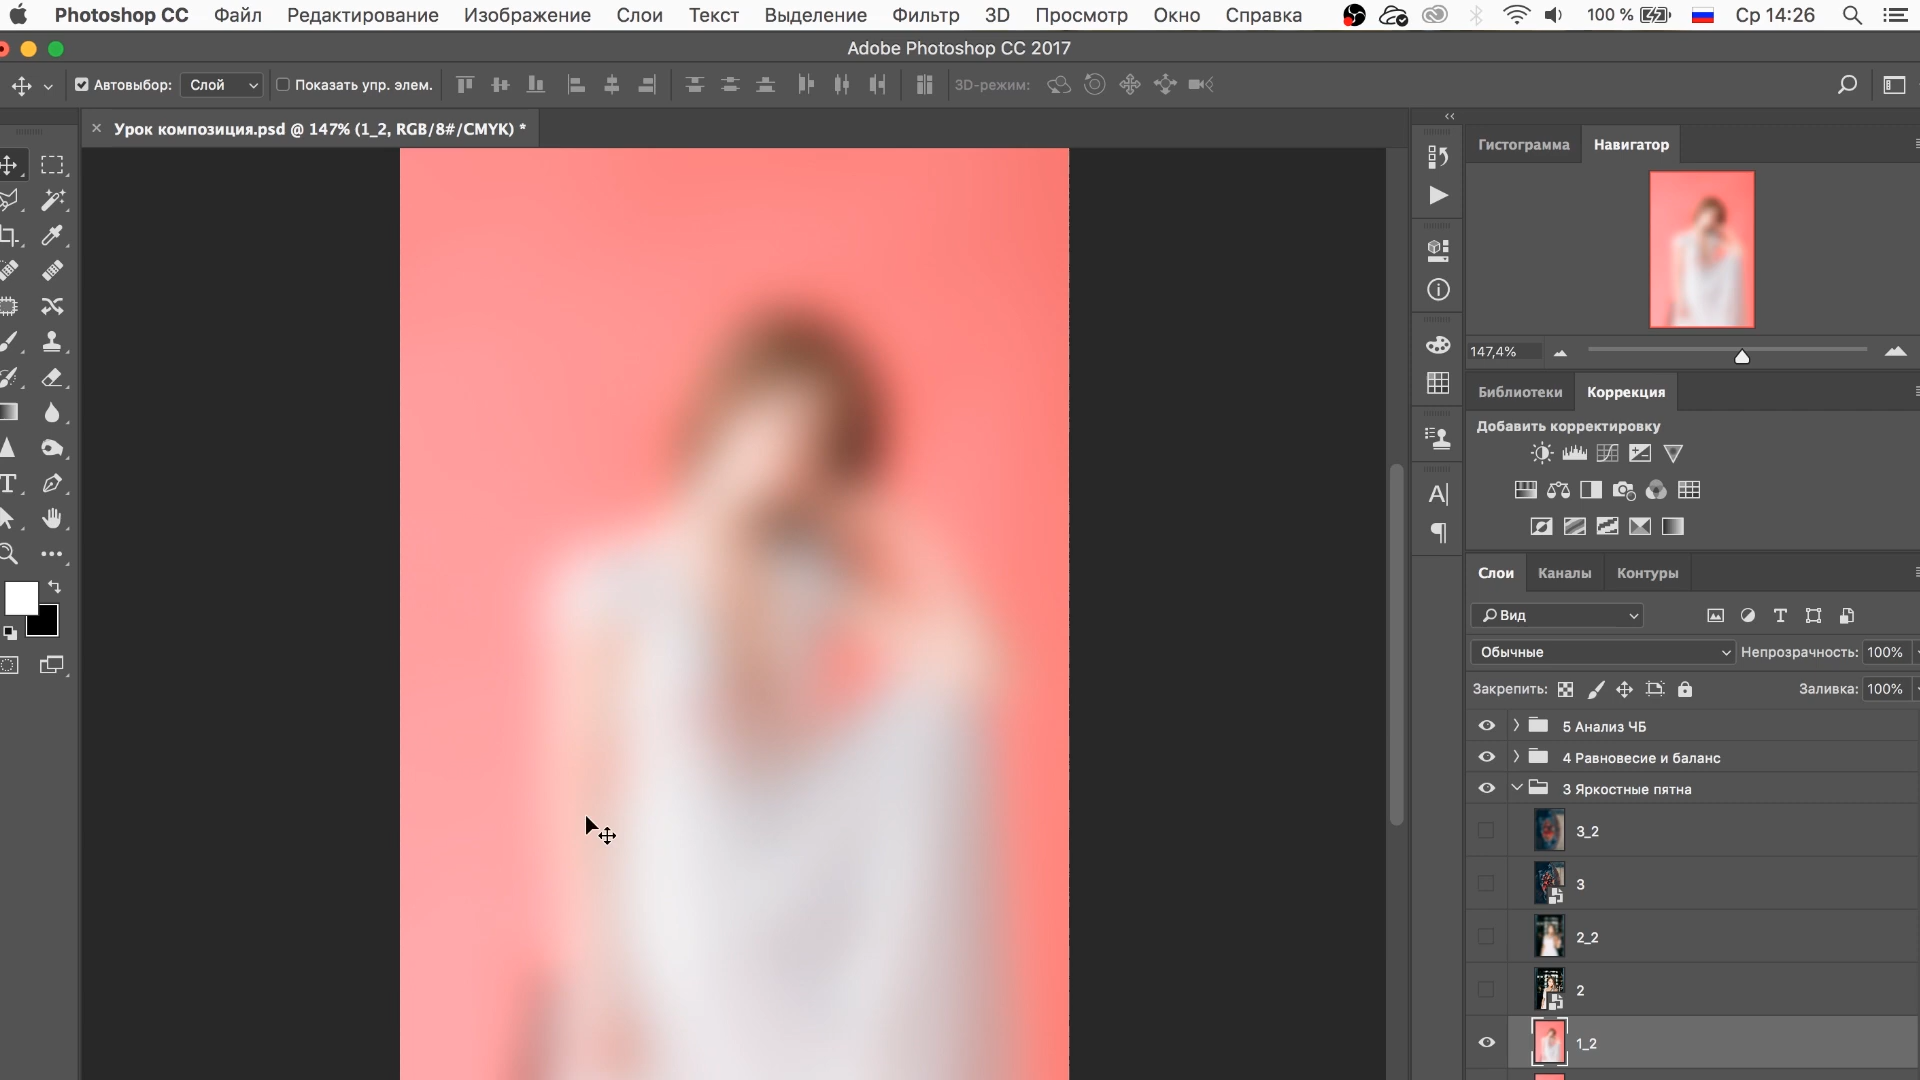 Photoshop CC Файл Редактирование Изображение Слои Текст Выделение Фильтр 3D Просмотр Окно Справка 100 % Ср 14:26
Adobe Photoshop CC 2017
Автовыбор: Слой Показать упр. элем. 3D-режим:
Урок композиция.psd @ 147% (1_2, RGB/8#/CMYK) *
Гистограмма Навигатор
147,4%
Библиотеки Коррекция
Добавить корректировку
Слои Каналы Контуры
Вид
Обычные Непрозрачность: 100%
Закрепить: Заливка: 100%
5 Анализ ЧБ
4 Равновесие и баланс
3 Яркостные пятна
3_2
3
2_2
2
1_2